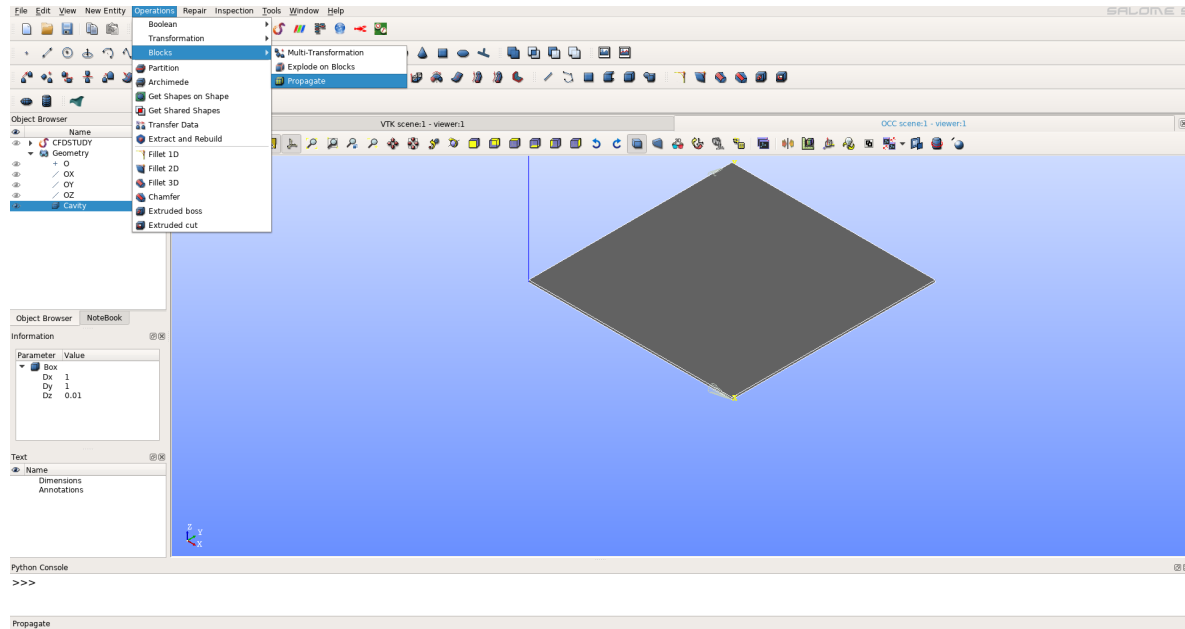 File Edit View New Entity Operations Repair Inspection Tools Window Help
SALOME
Boolean
Transformation
Blocks
Multi-Transformation
Explode on Blocks
Propagate
Partition
Archimede
Get Shapes on Shape
Get Shared Shapes
Transfer Data
Extract and Rebuild
Fillet 1D
Fillet 2D
Fillet 3D
Chamfer
Extruded boss
Extruded cut
Object Browser
Name
CFDSTUDY
Geometry
O
OX
OY
OZ
Cavity
VTK scene:1 - viewer:1
OCC scene:1 - viewer:1
Object Browser NoteBook
Information
Parameter Value
Box
Dx 1
Dy 1
Dz 0.01
Text
Name
Dimensions
Annotations
X
Z
Y
X
Python Console
>>>
Propagate